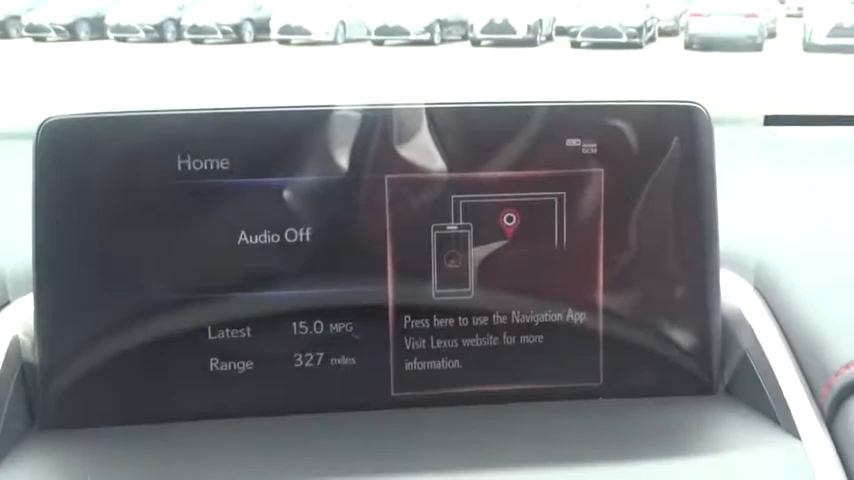 Home
Audio Off
Latest 15.0 MPG
Range 327 miles
Press here to use the Navigation App
Visit Lexus website for more
information.